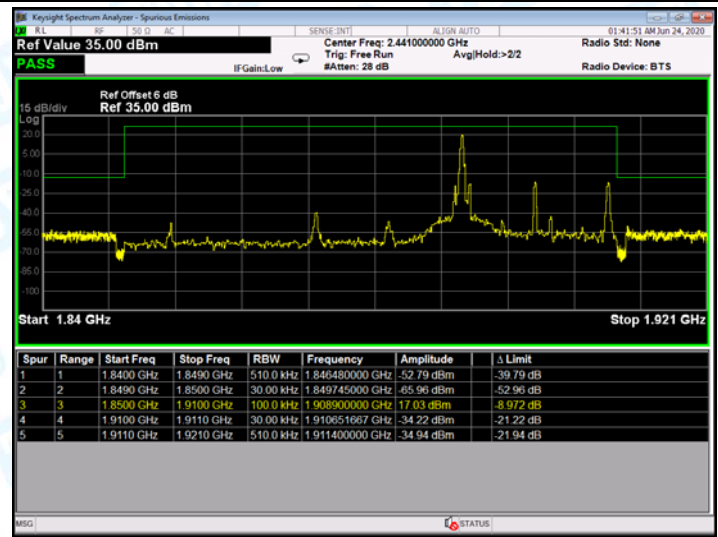 Keysight Spectrum Analyzer - Spurious Emissions
RL RF 50 Ω AC SENSE:INT ALIGN AUTO 01:41:51 AM Jun 24, 2020
Ref Value 35.00 dBm Center Freq: 2.441000000 GHz Radio Std: None
Trig: Free Run Avg|Hold:>2/2
PASS IFGain:Low #Atten: 28 dB Radio Device: BTS
Ref Offset 6 dB
15 dB/div Ref 35.00 dBm
Log
20.0
5.00
-10.0
-25.0
-40.0
-55.0
-70.0
-85.0
-100
Start 1.84 GHz Stop 1.921 GHz
Spur Range Start Freq Stop Freq RBW Frequency Amplitude Δ Limit
1 1 1.8400 GHz 1.8490 GHz 510.0 kHz 1.846480000 GHz -52.79 dBm -39.79 dB
2 2 1.8490 GHz 1.8500 GHz 30.00 kHz 1.849745000 GHz -65.96 dBm -52.96 dB
3 3 1.8500 GHz 1.9100 GHz 100.0 kHz 1.908900000 GHz 17.03 dBm -8.972 dB
4 4 1.9100 GHz 1.9110 GHz 30.00 kHz 1.910651667 GHz -34.22 dBm -21.22 dB
5 5 1.9110 GHz 1.9210 GHz 510.0 kHz 1.911400000 GHz -34.94 dBm -21.94 dB
MSG STATUS